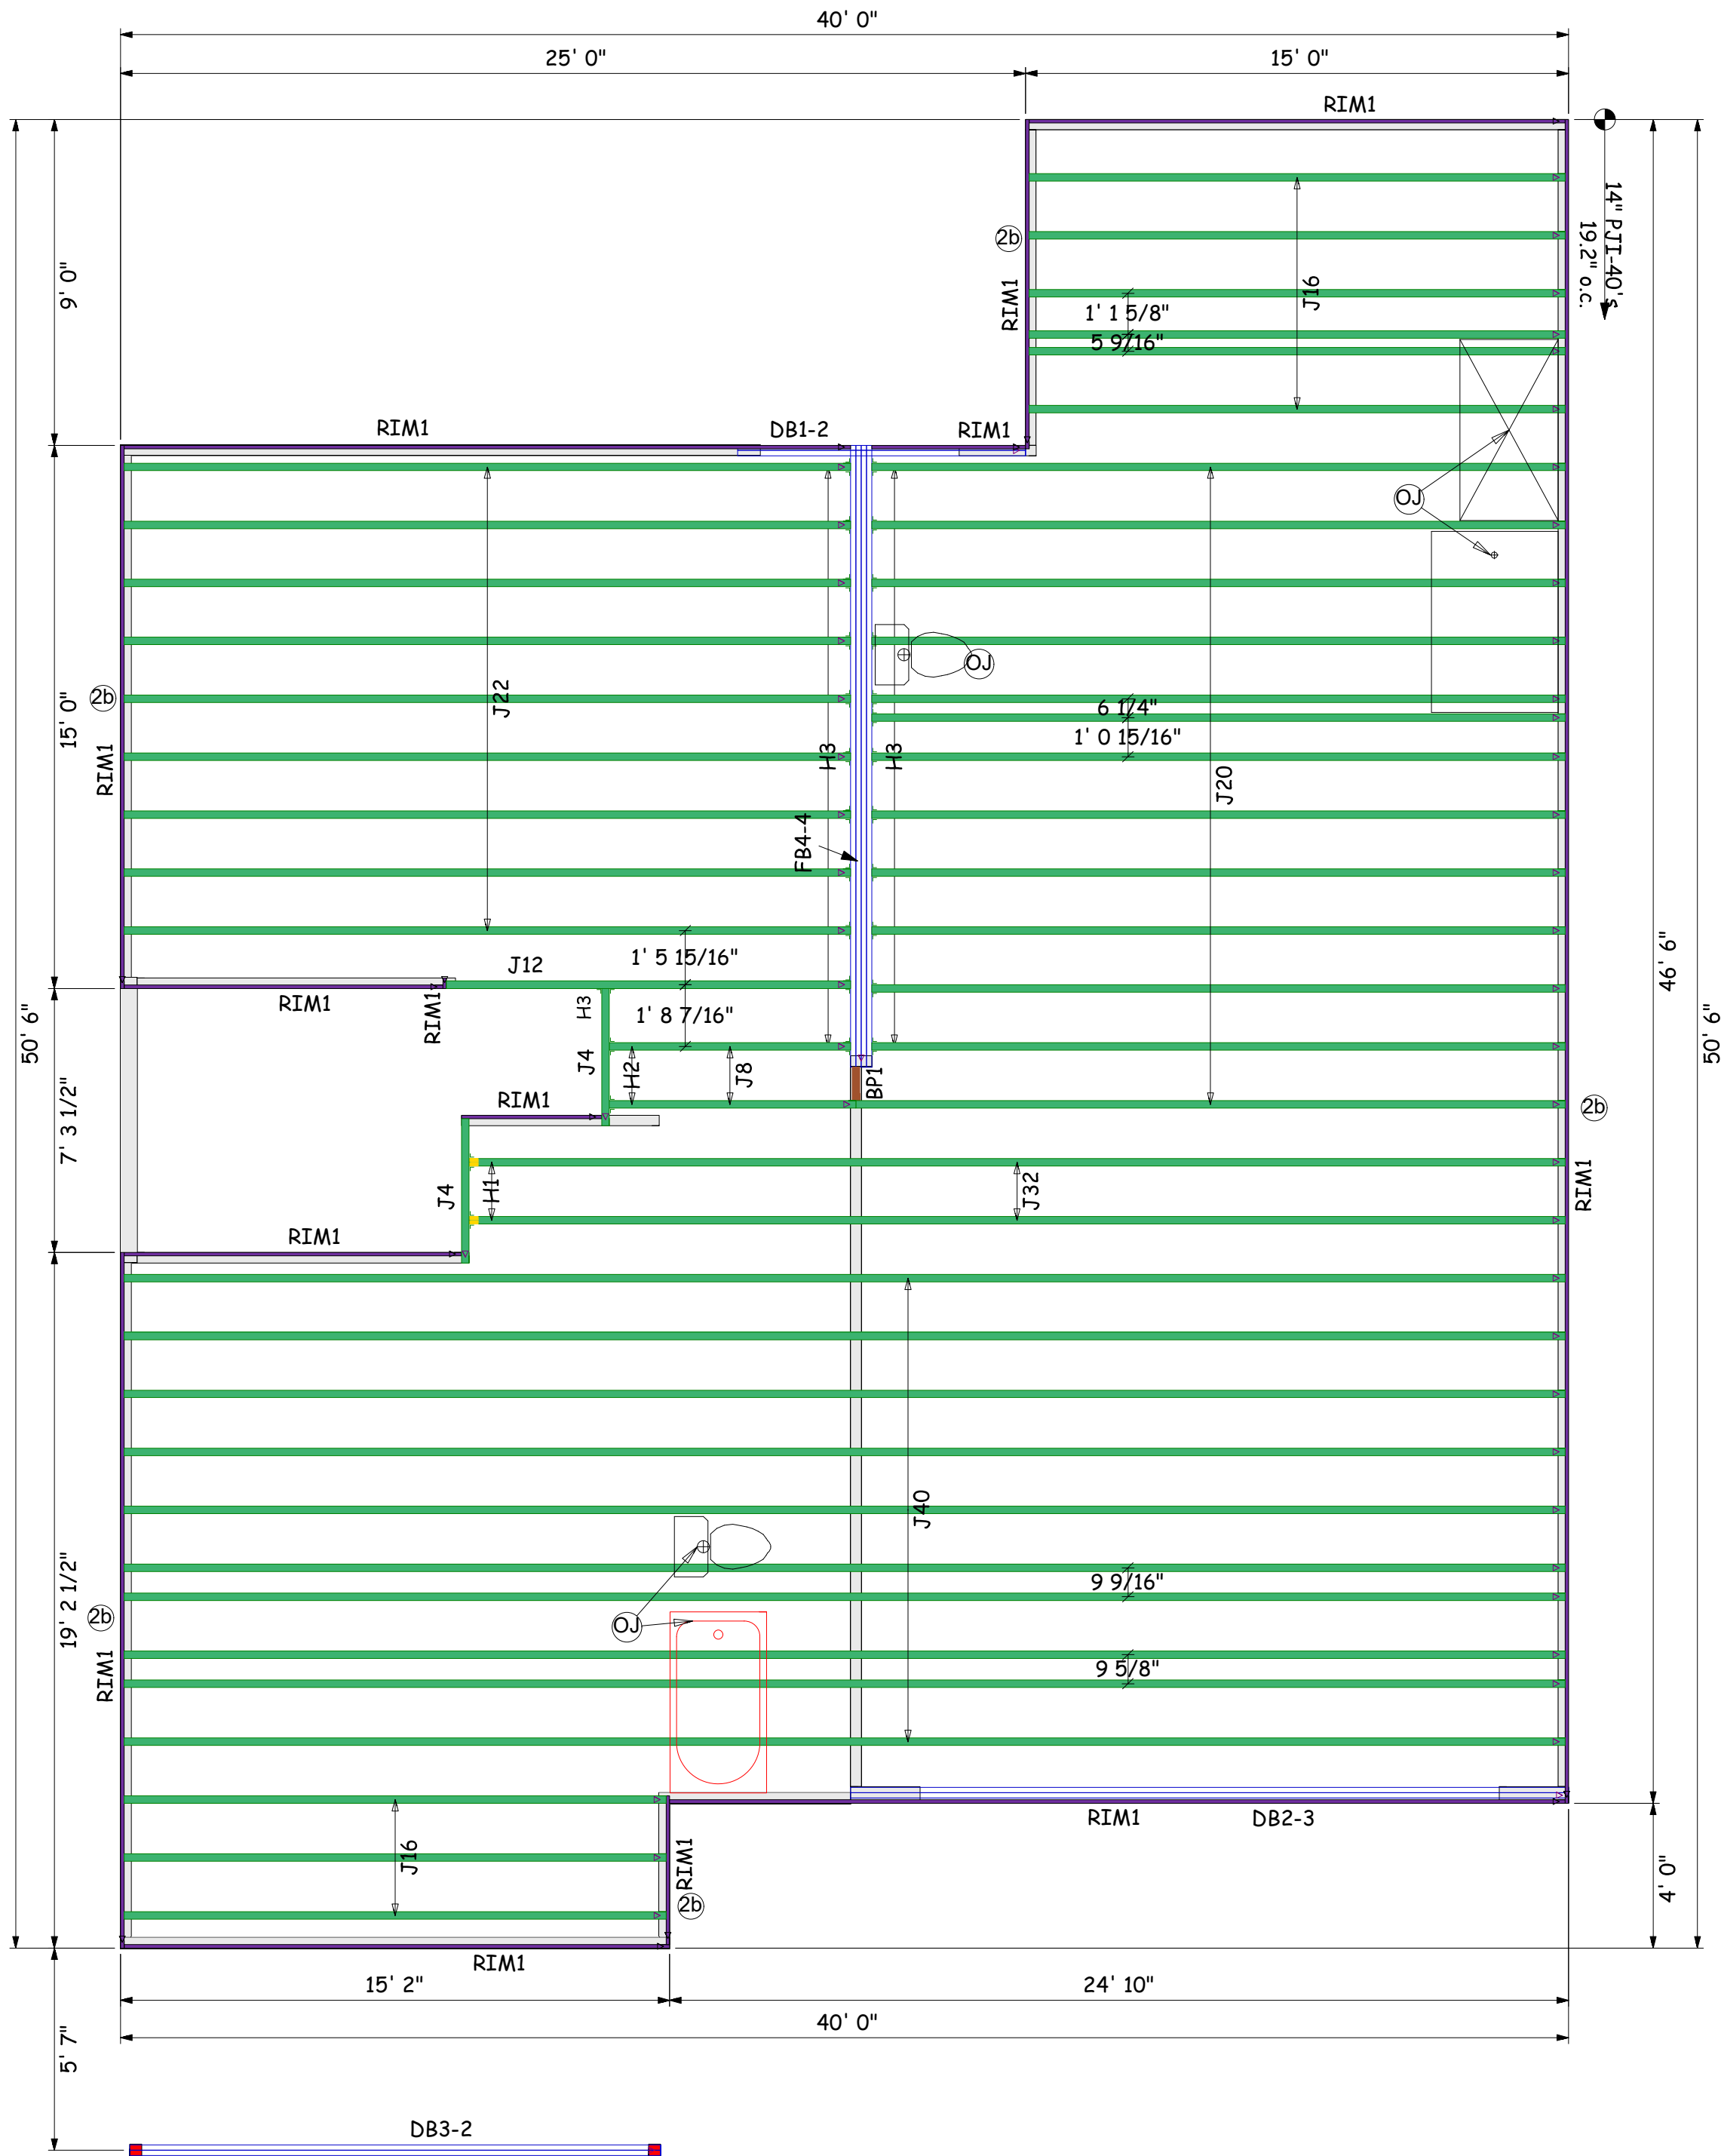 40' 0"
25' 0"
15' 0"
RIM1
14" PJI-40's
19.2" o.c.
2b
RIM1
J16
9' 0"
1' 1 5/8"
5 9/16"
RIM1
DB1-2
RIM1
OJ
OJ
J22
2b
15' 0"
6 1/4"
1' 0 15/16"
RIM1
H3
H3
J20
FB4-4
46' 6"
50' 6"
50' 6"
J12
1' 5 15/16"
RIM1
RIM1
H3
1' 8 7/16"
J4
H2
J8
BP1
RIM1
2b
7' 3 1/2"
J4
H1
J32
RIM1
RIM1
J40
9 9/16"
19' 2 1/2"
2b
OJ
RIM1
9 5/8"
RIM1
DB2-3
J16
RIM1
2b
4' 0"
RIM1
15' 2"
24' 10"
40' 0"
5' 7"
DB3-2